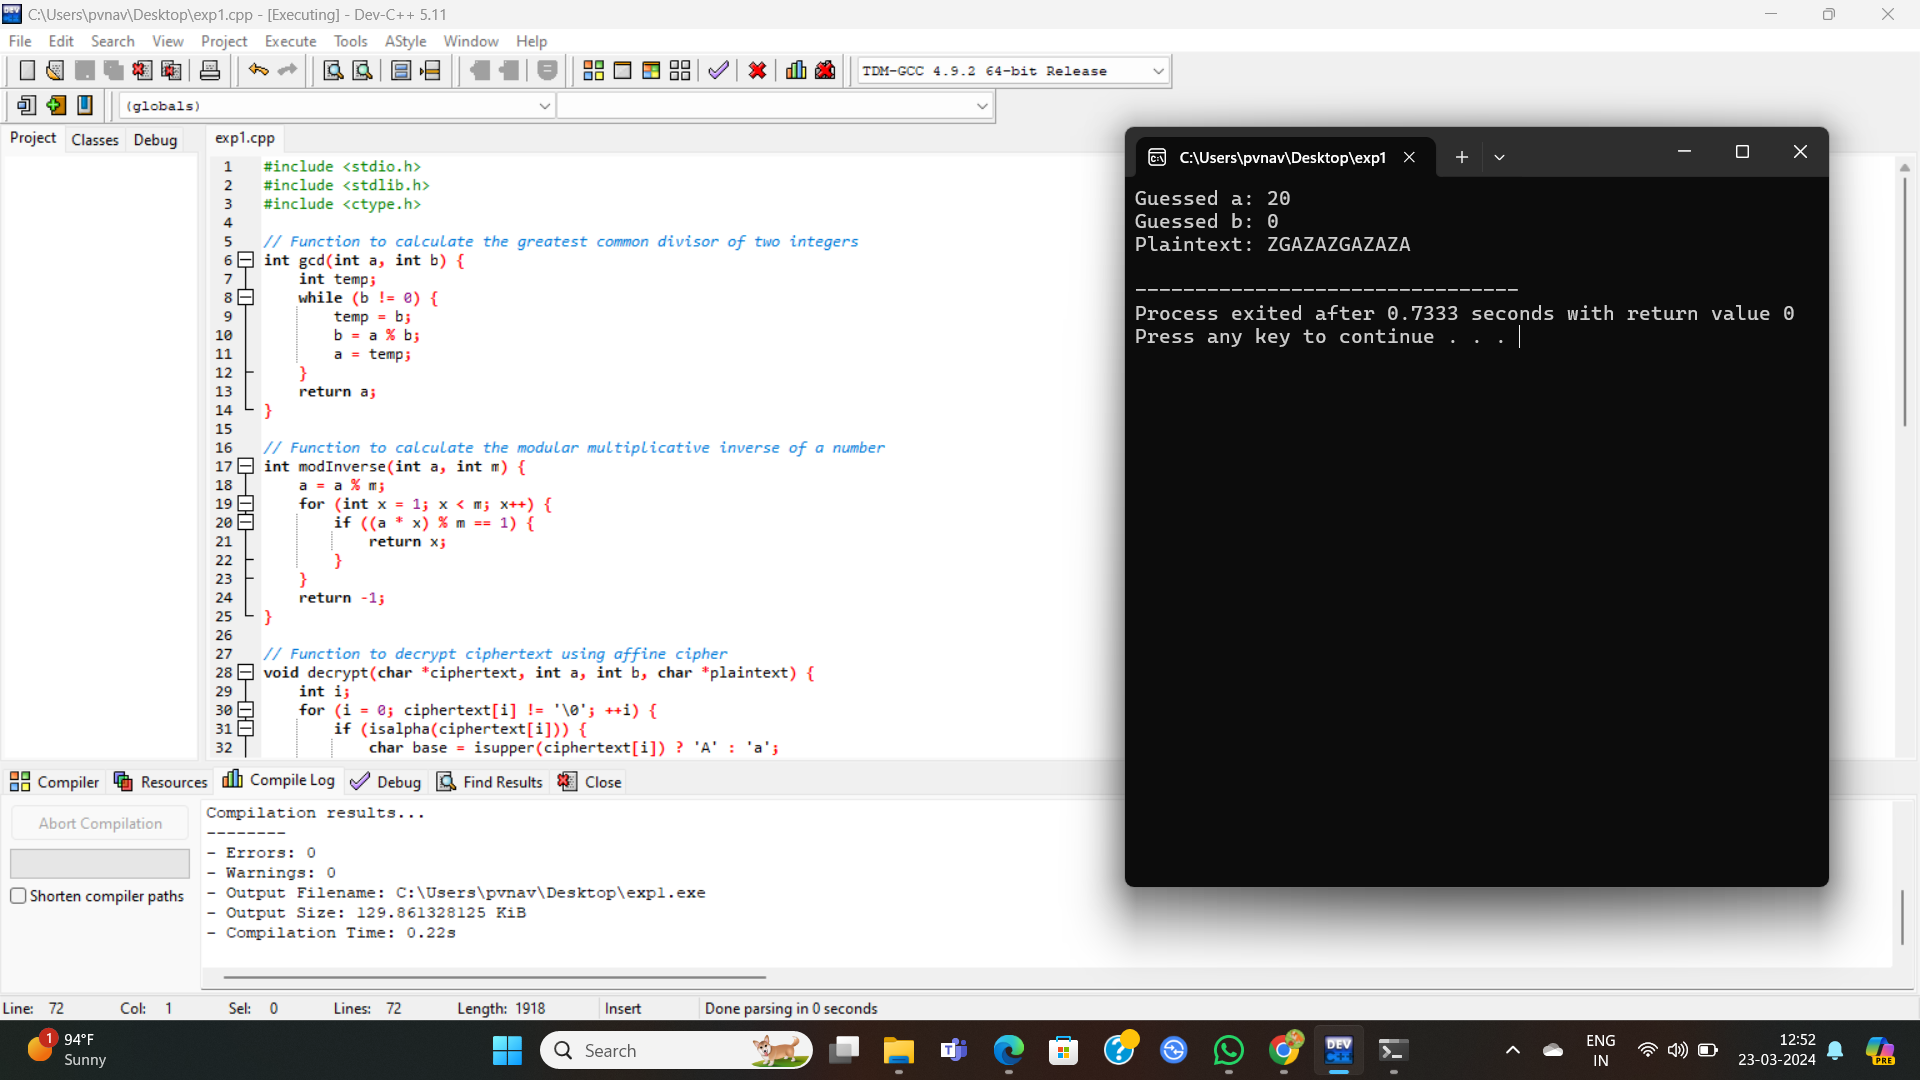 C:\Users\pvnav\Desktop\exp1.cpp - [Executing] - Dev-C++ 5.11
File Edit Search View Project Execute Tools AStyle Window Help
TDM-GCC 4.9.2 64-bit Release
(globals)
Project Classes Debug
exp1.cpp
1 #include <stdio.h>
2 #include <stdlib.h>
3 #include <ctype.h>
4
5 // Function to calculate the greatest common divisor of two integers
6 int gcd(int a, int b) {
7 int temp;
8 while (b != 0) {
9 temp = b;
10 b = a % b;
11 a = temp;
12 }
13 return a;
14 }
15
16 // Function to calculate the modular multiplicative inverse of a number
17 int modInverse(int a, int m) {
18 a = a % m;
19 for (int x = 1; x < m; x++) {
20 if ((a * x) % m == 1) {
21 return x;
22 }
23 }
24 return -1;
25 }
26
27 // Function to decrypt ciphertext using affine cipher
28 void decrypt(char *ciphertext, int a, int b, char *plaintext) {
29 int i;
30 for (i = 0; ciphertext[i] != '\0'; ++i) {
31 if (isalpha(ciphertext[i])) {
32 char base = isupper(ciphertext[i]) ? 'A' : 'a';
C:\Users\pvnav\Desktop\exp1
Guessed a: 20
Guessed b: 0
Plaintext: ZGAZAZGAZAZA
--------------------------------
Process exited after 0.7333 seconds with return value 0
Press any key to continue . . .
Compiler Resources Compile Log Debug Find Results Close
Abort Compilation
Shorten compiler paths
Compilation results...
--------
- Errors: 0
- Warnings: 0
- Output Filename: C:\Users\pvnav\Desktop\exp1.exe
- Output Size: 129.861328125 KiB
- Compilation Time: 0.22s
Line: 72 Col: 1 Sel: 0 Lines: 72 Length: 1918 Insert Done parsing in 0 seconds
1
94°F
Sunny
Search
DEV
C++
ENG
IN
12:52
23-03-2024
PRE